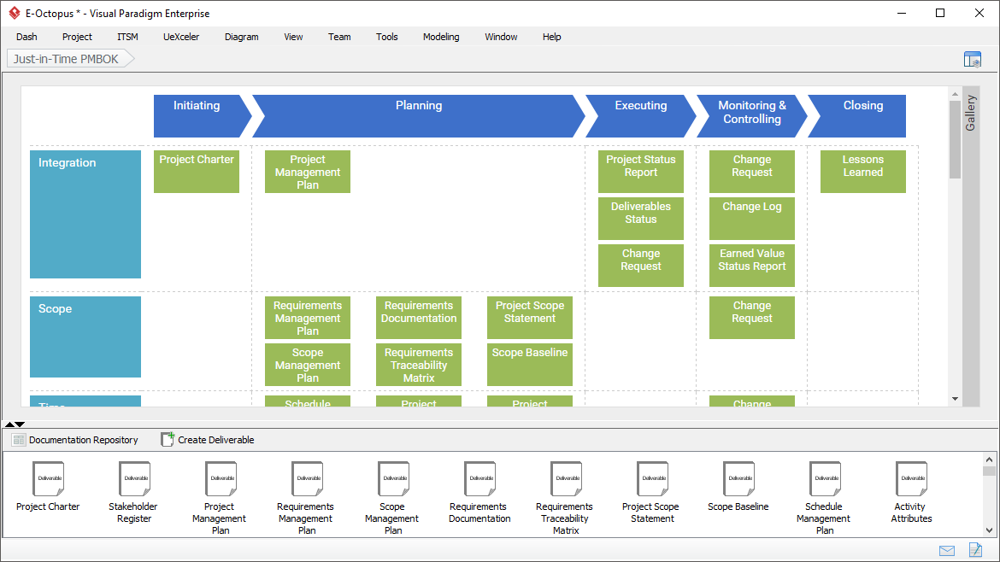 E-Octopus * - Visual Paradigm Enterprise
Dash Project ITSM UeXceler Diagram View Team Tools Modeling Window Help
Just-in-Time PMBOK
Initiating
Planning
Executing
Monitoring &
Controlling
Closing
Gallery
Integration
Project Charter
Project
Management
Plan
Project Status
Report
Deliverables
Status
Change
Request
Change
Request
Change Log
Earned Value
Status Report
Lessons
Learned
Scope
Requirements
Management
Plan
Scope
Management
Plan
Requirements
Documentation
Requirements
Traceability
Matrix
Project Scope
Statement
Scope Baseline
Change
Request
Time
Schedule
Project
Project
Change
Documentation Repository
Create Deliverable
Deliverable
Project Charter
Deliverable
Stakeholder
Register
Deliverable
Project
Management
Plan
Deliverable
Requirements
Management
Plan
Deliverable
Scope
Management
Plan
Deliverable
Requirements
Documentation
Deliverable
Requirements
Traceability
Matrix
Deliverable
Project Scope
Statement
Deliverable
Scope Baseline
Deliverable
Schedule
Management
Plan
Deliverable
Activity
Attributes